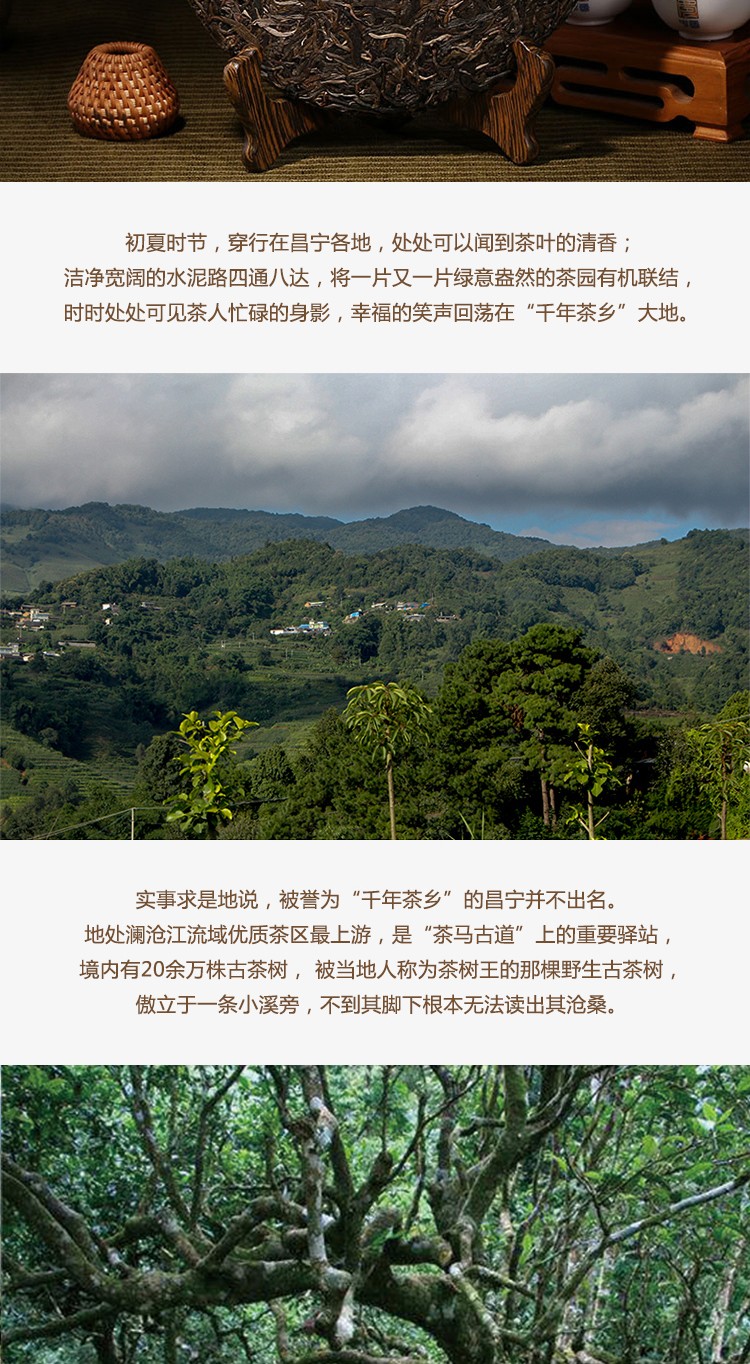 初夏时节，穿行在昌宁各地，处处可以闻到茶叶的清香；
洁净宽阔的水泥路四通八达，将一片又一片绿意盎然的茶园有机联结，
时时处处可见茶人忙碌的身影，幸福的笑声回荡在“千年茶乡”大地。
实事求是地说，被誉为“千年茶乡”的昌宁并不出名。
地处澜沧江流域优质茶区最上游，是“茶马古道”上的重要驿站，
境内有20余万株古茶树， 被当地人称为茶树王的那棵野生古茶树，
傲立于一条小溪旁，不到其脚下根本无法读出其沧桑。